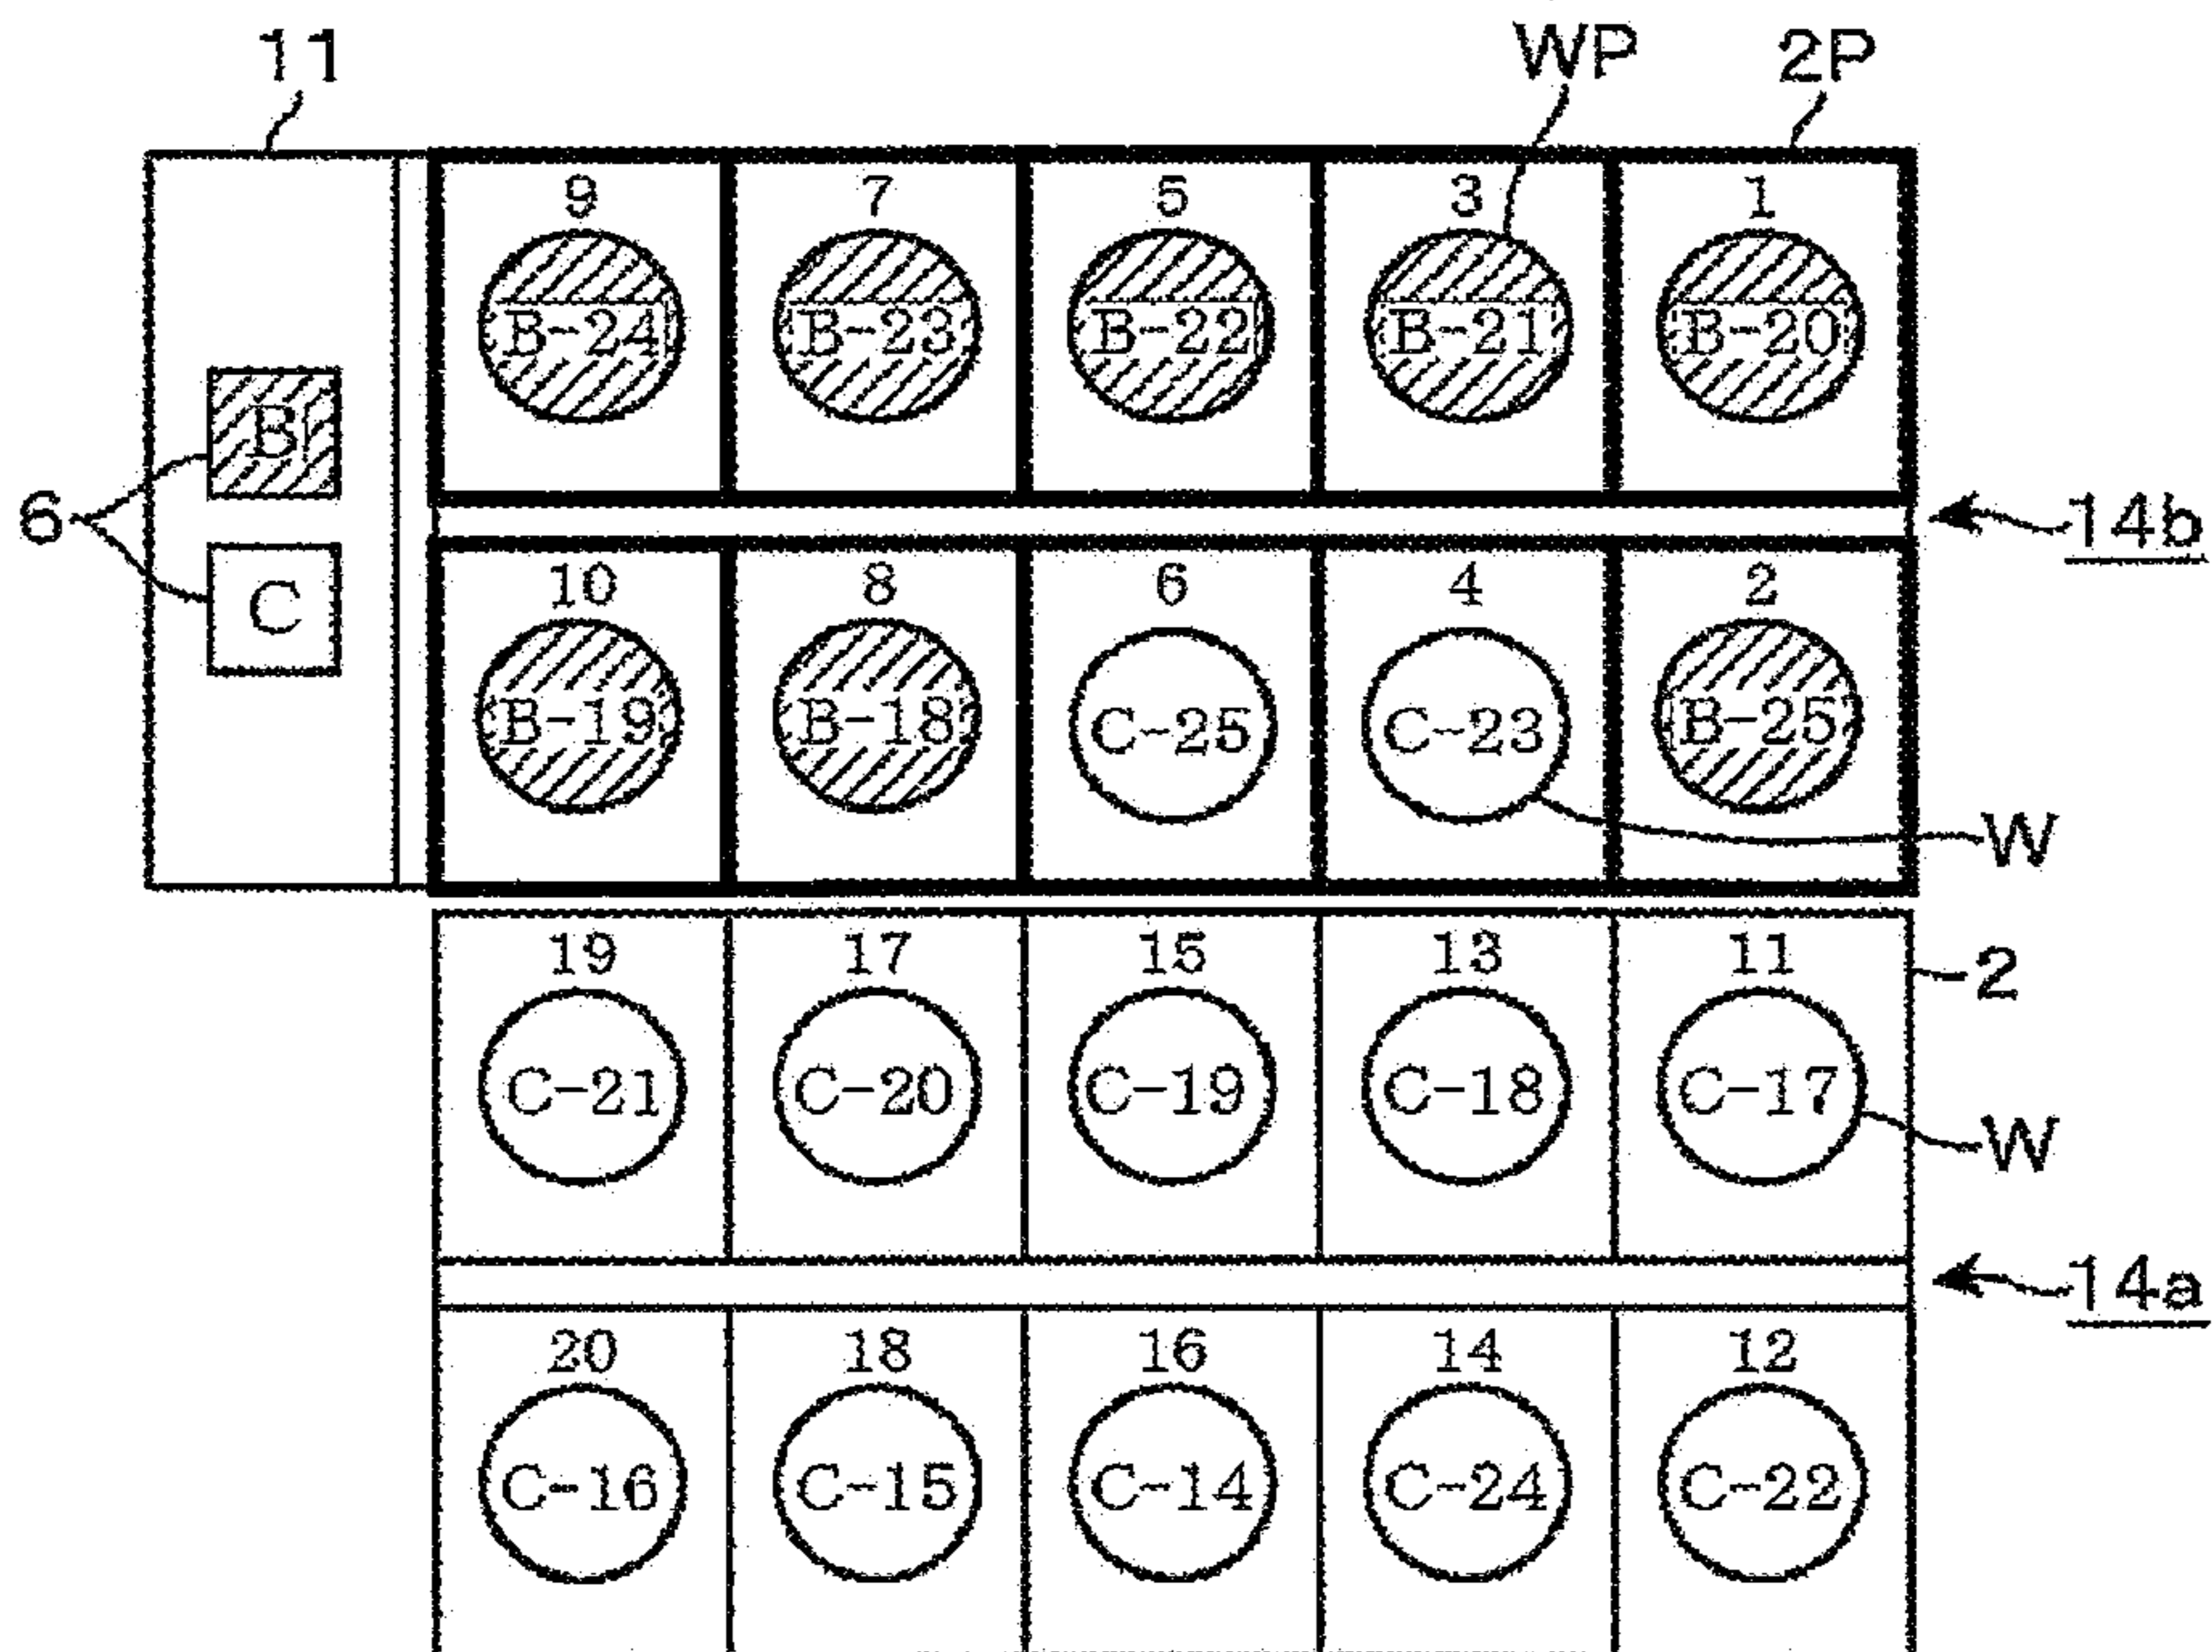 11 WP 2P
9 7 5 3 1
B-24 B-23 B-22 B-21 B-20
B
6
14b
C
10 8 6 4 2
B-19 B-18 C-25 C-23 B-25
W
19 17 15 13 11
2
C-21 C-20 C-19 C-18 C-17
W
14a
20 18 16 14 12
C-16 C-15 C-14 C-24 C-22